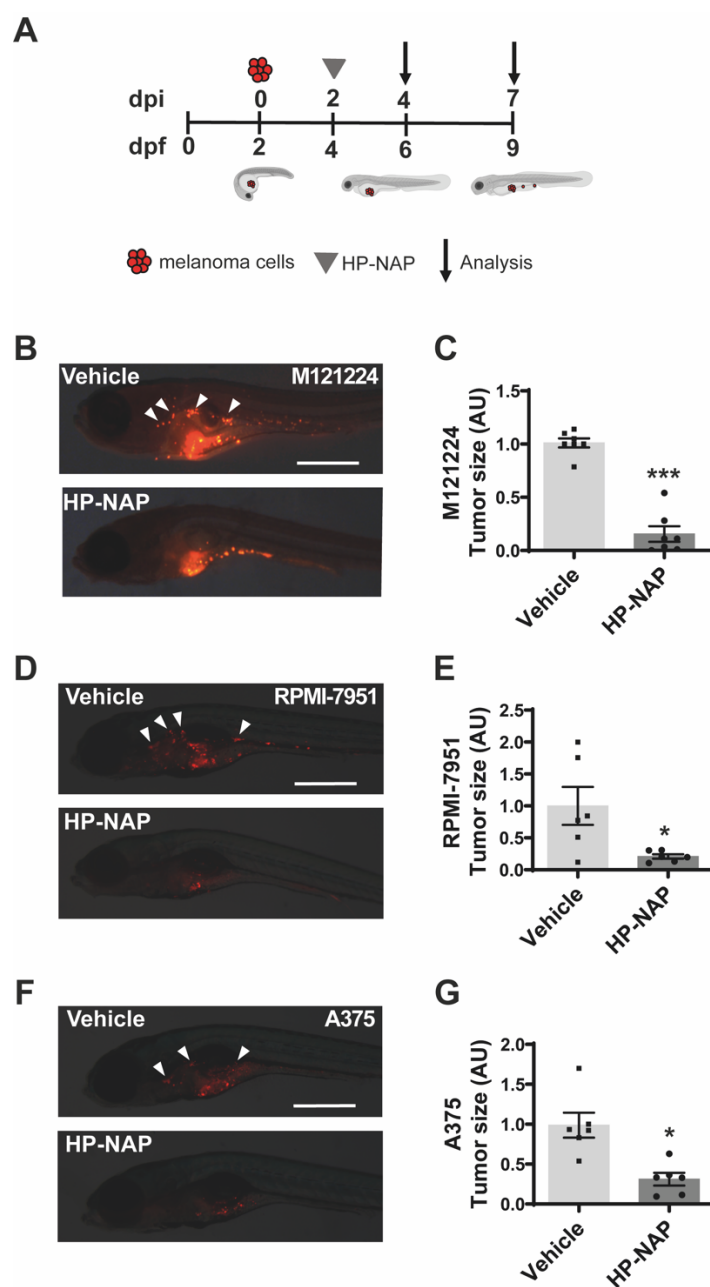 A
dpi 0 2 4 7
dpf 0 2 4 6 9
melanoma cells HP-NAP Analysis
B
Vehicle M121224
HP-NAP
C
M121224
Tumor size (AU)
1.5
1.0
0.5
0.0
***
Vehicle
HP-NAP
D
Vehicle RPMI-7951
HP-NAP
E
RPMI-7951
Tumor size (AU)
2.5
2.0
1.5
1.0
0.5
0.0
*
Vehicle
HP-NAP
F
Vehicle A375
HP-NAP
G
A375
Tumor size (AU)
2.0
1.5
1.0
0.5
0.0
*
Vehicle
HP-NAP